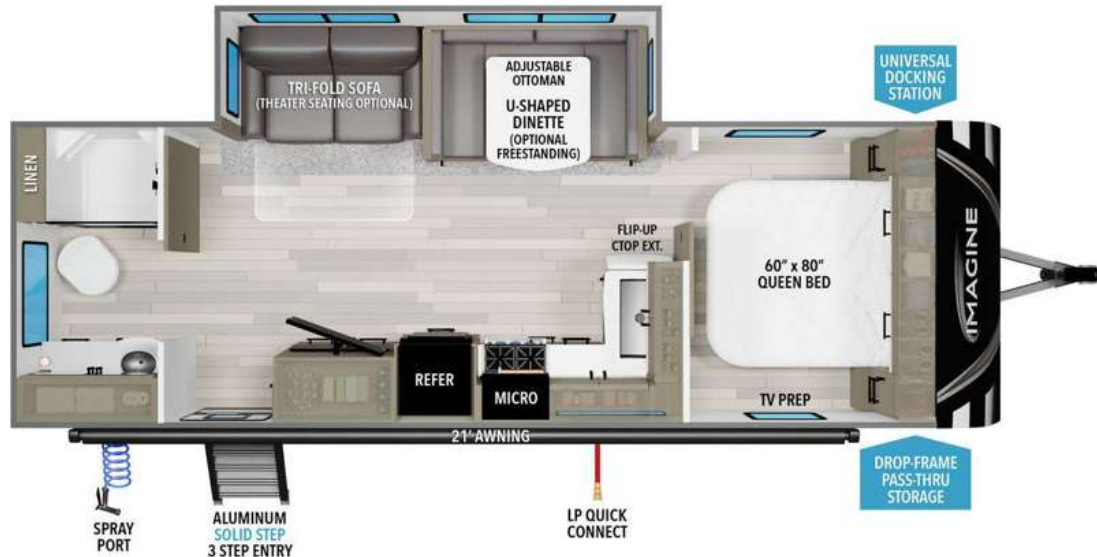 TRI-FOLD SOFA
(THEATER SEATING OPTIONAL)
ADJUSTABLE
OTTOMAN
U-SHAPED
DINETTE
(OPTIONAL
FREESTANDING)
UNIVERSAL
DOCKING
STATION
LINEN
FLIP-UP
CTOP EXT.
60" x 80"
QUEEN BED
IMAGINE
REFER
MICRO
TV PREP
21' AWNING
DROP-FRAME
PASS-THRU
STORAGE
SPRAY
PORT
ALUMINUM
SOLID STEP
3 STEP ENTRY
LP QUICK
CONNECT